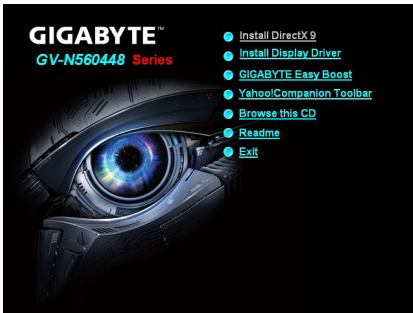 GIGABYTE™
GV-N560448 Series
Install DirectX 9
Install Display Driver
GIGABYTE Easy Boost
Yahoo!Companion Toolbar
Browse this CD
Readme
Exit